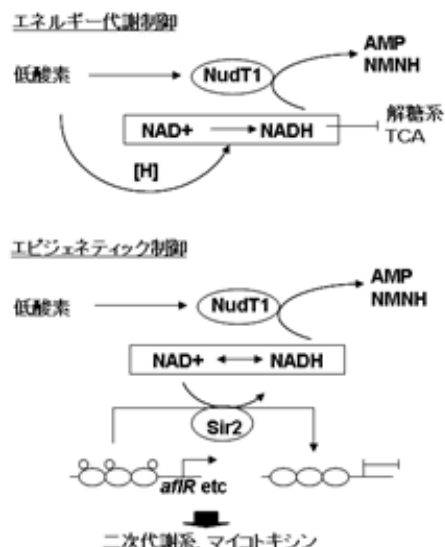 エネルギー代謝制御
AMP
NMNH
低酸素
NudT1
NAD+
NADH
解糖系
TCA
[H]
エピジェネティック制御
AMP
NMNH
低酸素
NudT1
NAD+
NADH
Sir2
aflR etc
二次代謝系、マイコトキシン